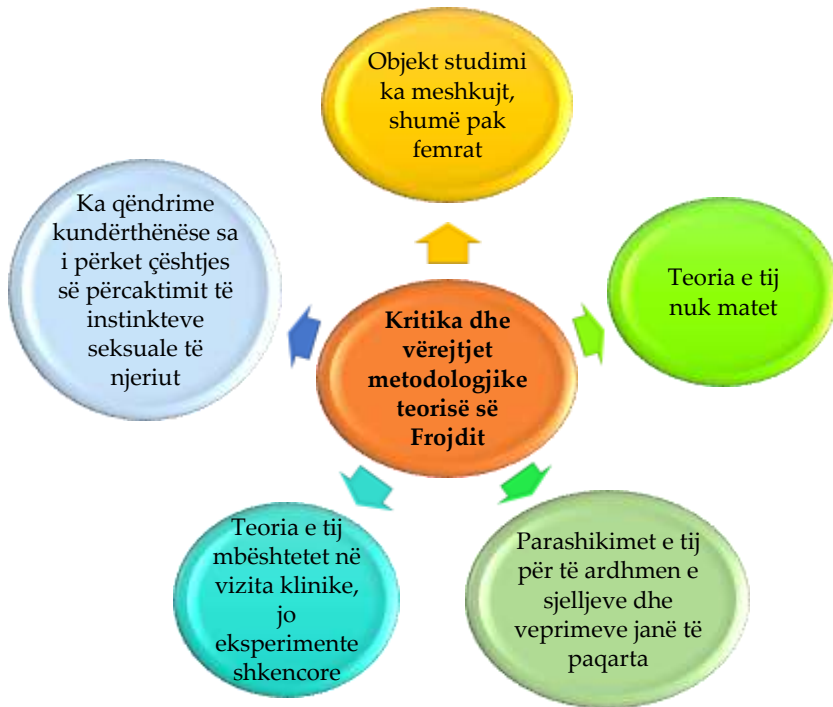 Objekt studimi
ka meshkujt,
shumë pak
femrat
Ka qëndrime
kundërthënëse sa
i përket çështjes
së përcaktimit të
instinkteve
seksuale të
njeriut
Teoria e tij
nuk matet
Kritika dhe
vërejtjet
metodologjike
teorisë së
Frojdit
Teoria e tij
mbështetet në
vizita klinike,
jo
eksperimente
shkencore
Parashikimet e tij
për të ardhmen e
sjelljeve dhe
veprimeve janë të
paqarta